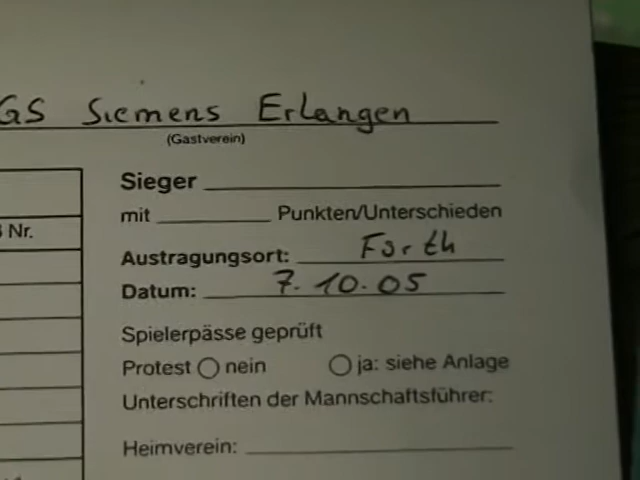 GS Siemens Erlangen
(Gastverein)
Sieger
mit Punkten/Unterschieden
Nr.
Austragungsort: Forth
Datum: 7.10.05
Spielerpässe geprüft
Protest nein ja: siehe Anlage
Unterschriften der Mannschaftsführer:
Heimverein: